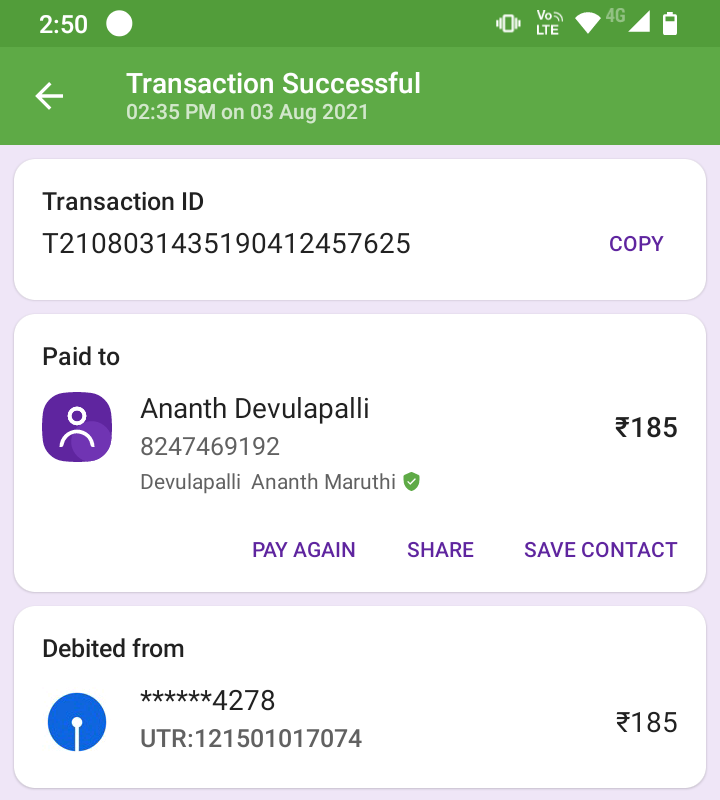 2:50
Vo LTE
4G
Transaction Successful
02:35 PM on 03 Aug 2021
Transaction ID
T2108031435190412457625
COPY
Paid to
Ananth Devulapalli
₹185
8247469192
Devulapalli Ananth Maruthi
PAY AGAIN
SHARE
SAVE CONTACT
Debited from
******4278
₹185
UTR:121501017074